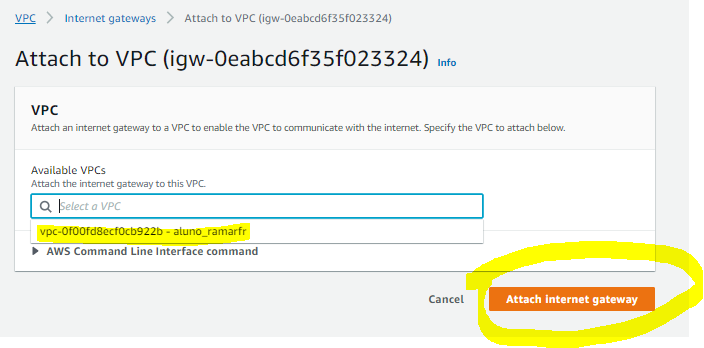 VPC > Internet gateways > Attach to VPC (igw-0eabcd6f35f023324)
Attach to VPC (igw-0eabcd6f35f023324) Info
VPC
Attach an internet gateway to a VPC to enable the VPC to communicate with the internet. Specify the VPC to attach below.
Available VPCs
Attach the internet gateway to this VPC.
Select a VPC
vpc-0f00fd8ecf0cb922b - aluno_ramarfr
AWS Command Line Interface command
Cancel Attach internet gateway